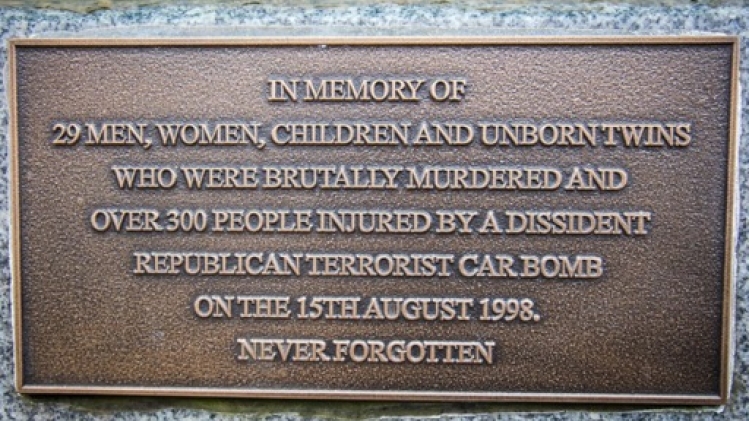 IN MEMORY OF
29 MEN, WOMEN, CHILDREN AND UNBORN TWINS
WHO WERE BRUTALLY MURDERED AND
OVER 300 PEOPLE INJURED BY A DISSIDENT
REPUBLICAN TERRORIST CAR BOMB
ON THE 15TH AUGUST 1998.
NEVER FORGOTTEN